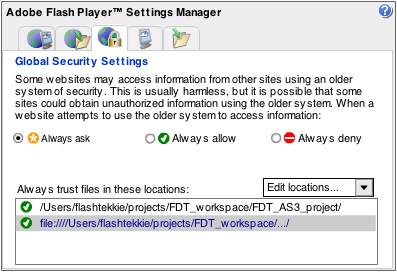 Adobe Flash Player™ Settings Manager
?
Global Security Settings
Some websites may access information from other sites using an older
system of security. This is usually harmless, but it is possible that some
sites could obtain unauthorized information using the older system. When a
website attempts to use the older system to access information:
Always ask Always allow Always deny
Always trust files in these locations: Edit locations...
/Users/flashtekkie/projects/FDT_workspace/FDT_AS3_project/
file:////Users/flashtekkie/projects/FDT_workspace/.../